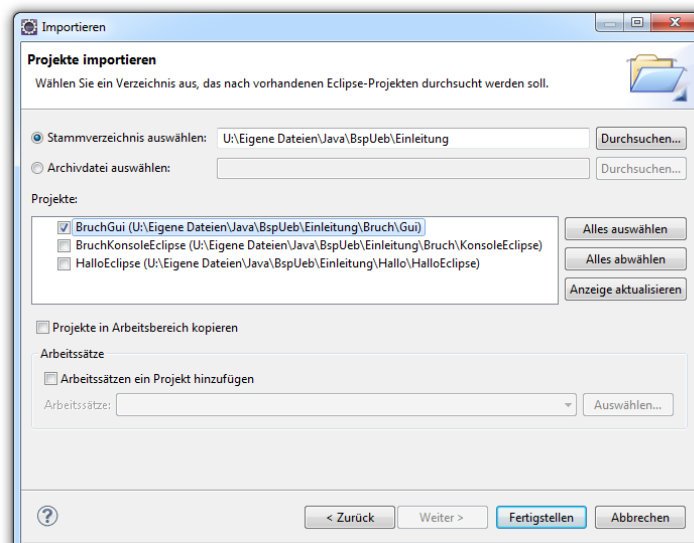 Importieren
Projekte importieren
Wählen Sie ein Verzeichnis aus, das nach vorhandenen Eclipse-Projekten durchsucht werden soll.
Stammverzeichnis auswählen: U:\Eigene Dateien\Java\BspUeb\Einleitung Durchsuchen...
Archivdatei auswählen: Durchsuchen...
Projekte:
BruchGui (U:\Eigene Dateien\Java\BspUeb\Einleitung\Bruch\Gui) Alles auswählen
BruchKonsoleEclipse (U:\Eigene Dateien\Java\BspUeb\Einleitung\Bruch\KonsoleEclipse)
HalloEclipse (U:\Eigene Dateien\Java\BspUeb\Einleitung\Hallo\HalloEclipse) Alles abwählen
Anzeige aktualisieren
Projekte in Arbeitsbereich kopieren
Arbeitssätze
Arbeitssätzen ein Projekt hinzufügen
Arbeitssätze: Auswählen...
? < Zurück Weiter > Fertigstellen Abbrechen